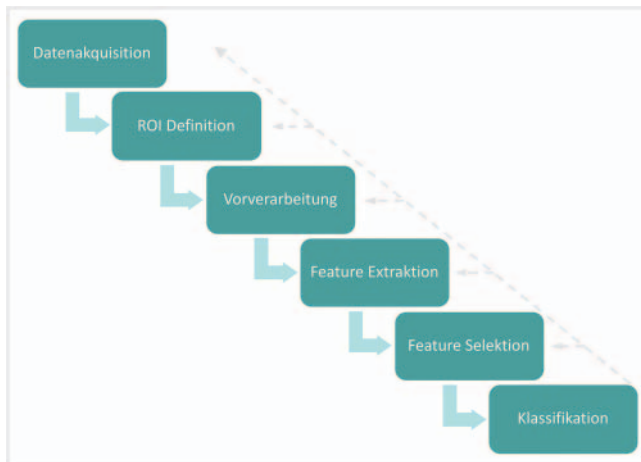 Datenakquisition
ROI Definition
Vorverarbeitung
Feature Extraktion
Feature Selektion
Klassifikation